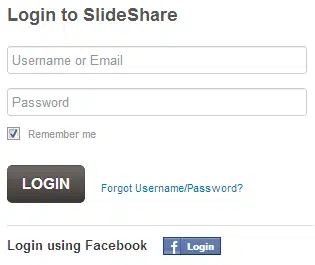 Login to SlideShare
Username or Email
Password
Remember me
LOGIN Forgot Username/Password?
Login using Facebook f Login